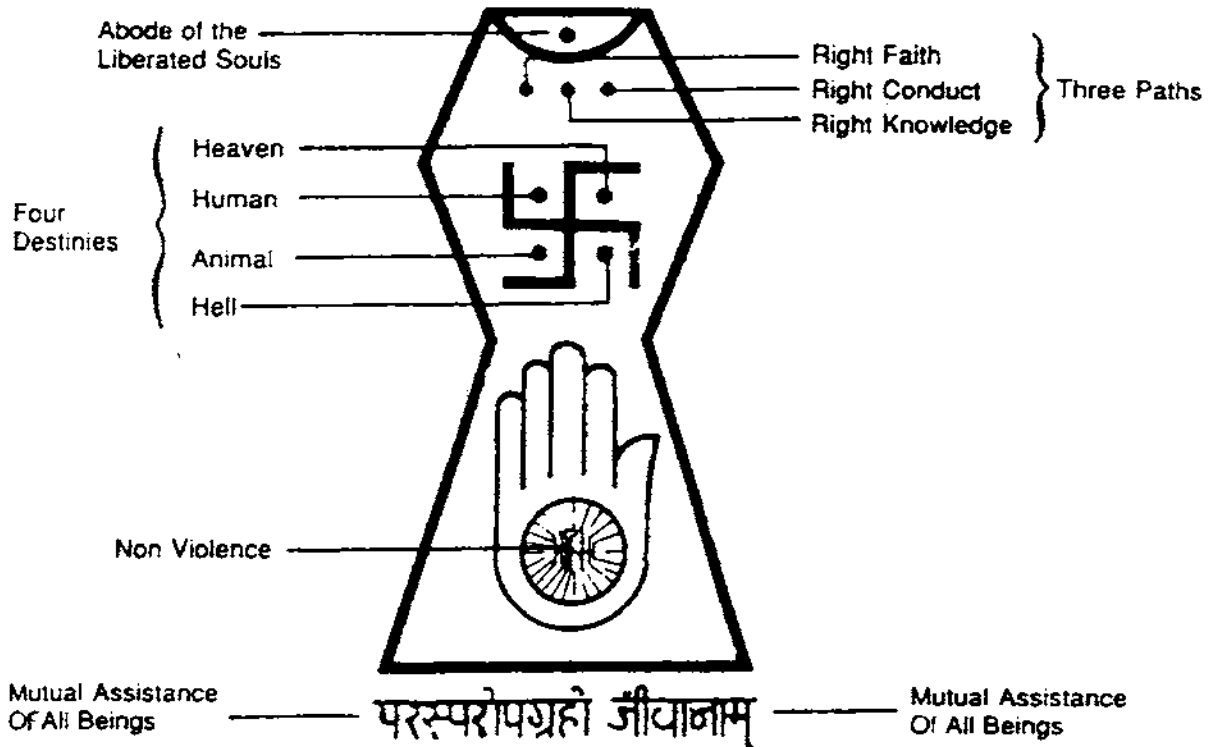 Abode of the
Liberated Souls
Right Faith
Right Conduct
Right Knowledge
Three Paths
Heaven
Human
Animal
Hell
Four
Destinies
Non Violence
Mutual Assistance
Of All Beings
परस्परोपग्रहो जीवानाम्
Mutual Assistance
Of All Beings